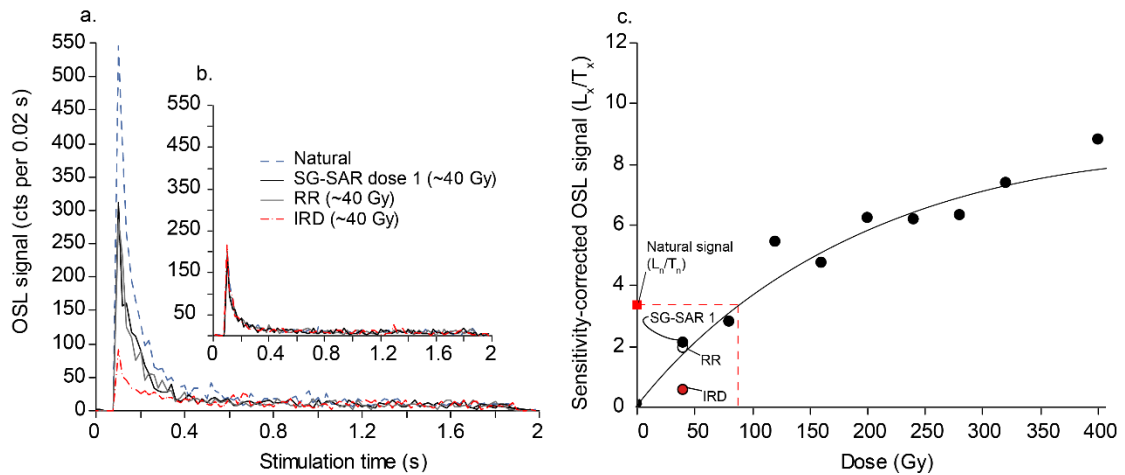 a.
OSL signal (cts per 0.02 s)
550
500
450
400
350
300
250
200
150
100
50
0
0
0.4
0.8
1.2
1.6
2
Stimulation time (s)
b.
550
450
350
250
150
50
0
0.4
0.8
1.2
1.6
2
Natural
SG-SAR dose 1 (~40 Gy)
RR (~40 Gy)
IRD (~40 Gy)
c.
Sensitivity-corrected OSL signal (Lx/Tx)
12
10
8
6
4
2
0
Natural signal
(Ln/Tn)
SG-SAR 1
RR
IRD
0
50
100
150
200
250
300
350
400
Dose (Gy)